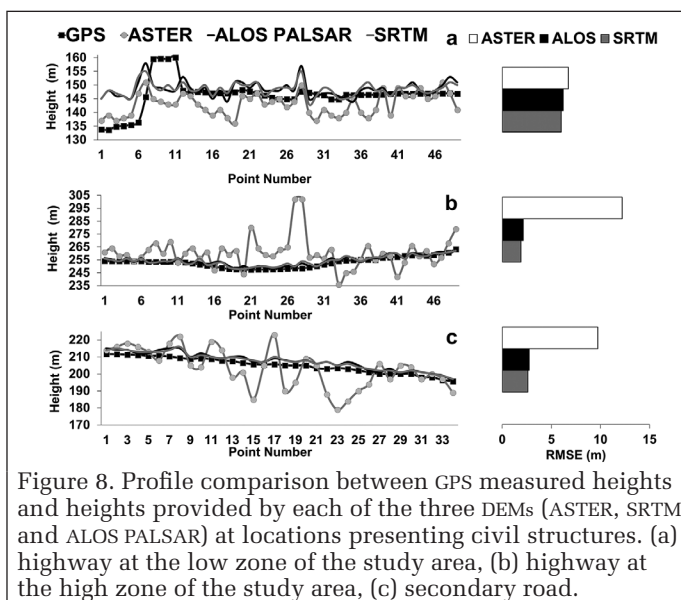 GPS ASTER ALOS PALSAR SRTM a ASTER ALOS SRTM
Height (m)
160
155
150
145
140
135
130
1 6 11 16 21 26 31 36 41 46
Point Number
b
Height (m)
305
295
285
275
265
255
245
235
1 6 11 16 21 26 31 36 41 46
Point Number
c
Height (m)
220
210
200
190
180
170
1 3 5 7 9 11 13 15 17 19 21 23 25 27 29 31 33
Point Number
0 5 10 15
RMSE (m)
Figure 8. Profile comparison between GPS measured heights
and heights provided by each of the three DEMs (ASTER, SRTM
and ALOS PALSAR) at locations presenting civil structures. (a)
highway at the low zone of the study area, (b) highway at
the high zone of the study area, (c) secondary road.